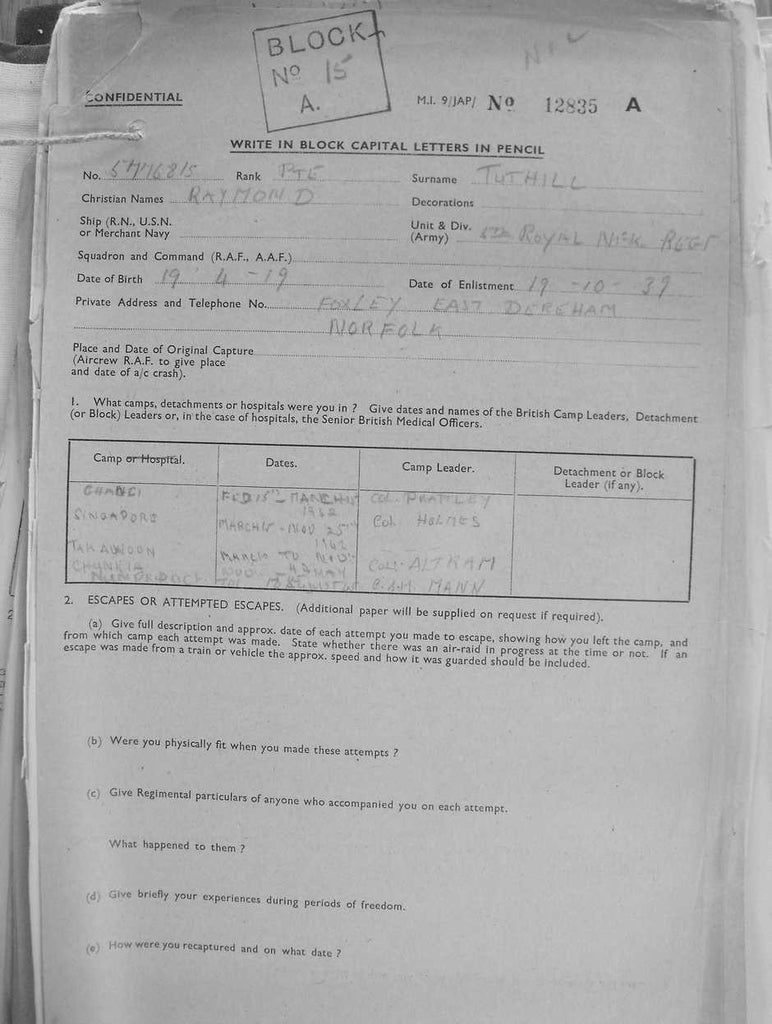 BLOCK
No 15
A.
NIL
CONFIDENTIAL
M.I. 9/JAP/ No 12835 A
WRITE IN BLOCK CAPITAL LETTERS IN PENCIL
No. 5776815 Rank PTE Surname TUTHILL
Christian Names RAYMOND Decorations
Ship (R.N., U.S.N. or Merchant Navy
Unit & Div. (Army) ROYAL NFK REGT
Squadron and Command (R.A.F., A.A.F.)
Date of Birth 19 4 - 19 Date of Enlistment 19 - 10 - 39
Private Address and Telephone No. FOXLEY EAST DEREHAM
NORFOLK
Place and Date of Original Capture
(Aircrew R.A.F. to give place
and date of a/c crash).
1. What camps, detachments or hospitals were you in ? Give dates and names of the British Camp Leaders, Detachment
(or Block) Leaders or, in the case of hospitals, the Senior British Medical Officers.
Camp or Hospital. Dates. Camp Leader. Detachment or Block
Leader (if any).
CHANGI FEB 15TH 1942 COL. PRATTLEY
SINGAPORE MARCH 15 - NOV 25TH 1942 COL HOLMES
TO NOV
MANN
2. ESCAPES OR ATTEMPTED ESCAPES. (Additional paper will be supplied on request if required).
(a) Give full description and approx. date of each attempt you made to escape, showing how you left the camp, and
from which camp each attempt was made. State whether there was an air-raid in progress at the time or not. If an
escape was made from a train or vehicle the approx. speed and how it was guarded should be included.
(b) Were you physically fit when you made these attempts ?
(c) Give Regimental particulars of anyone who accompanied you on each attempt.
What happened to them ?
(d) Give briefly your experiences during periods of freedom.
(e) How were you recaptured and on what date ?